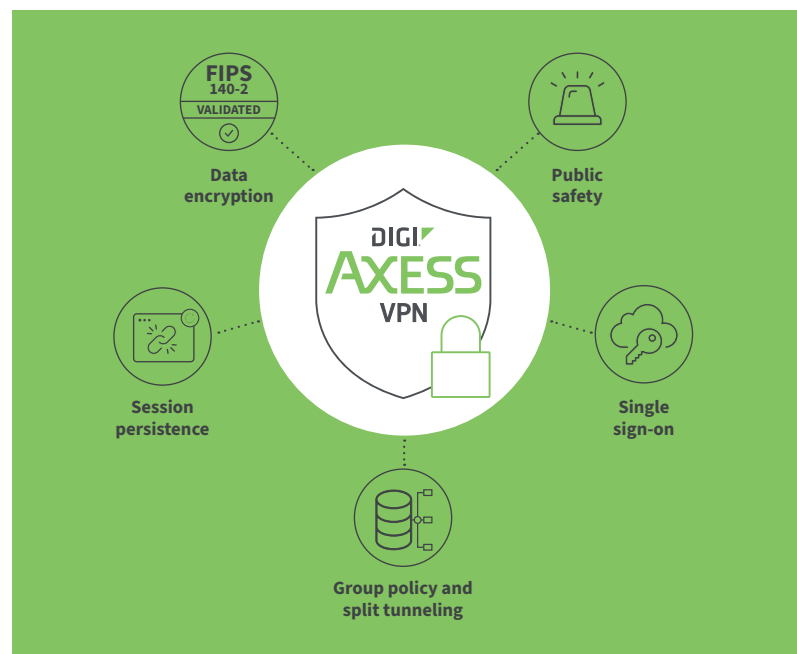 FIPS
140-2
VALIDATED
Data
encryption
Public
safety
DIGI
AXESS
VPN
Session
persistence
Single
sign-on
Group policy and
split tunneling